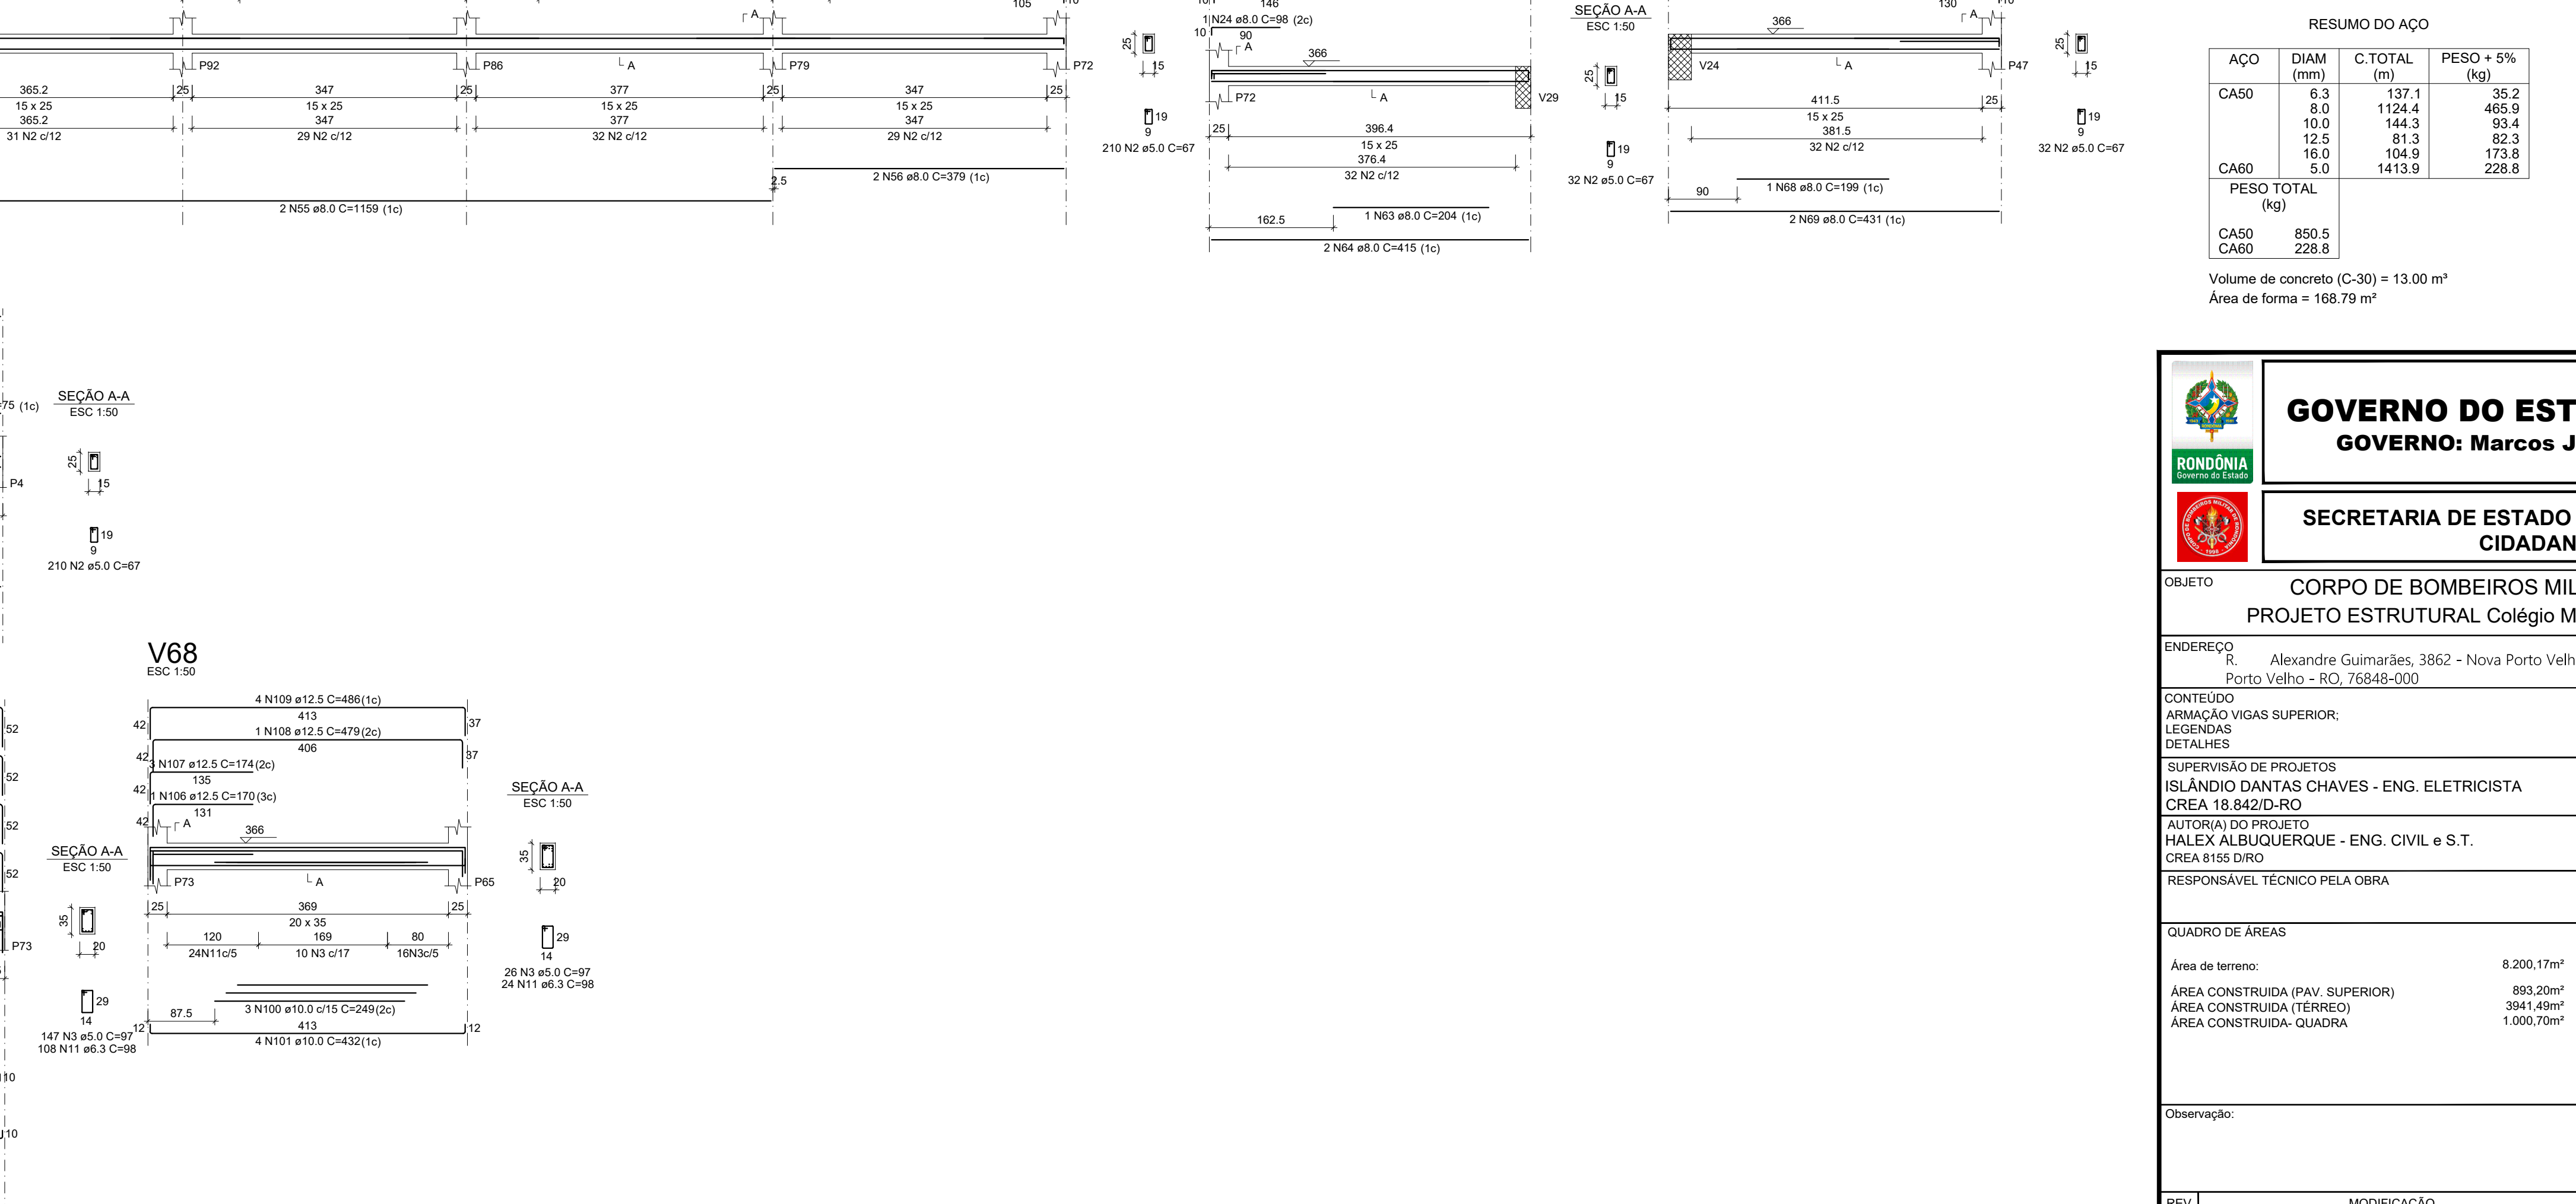 105
10
A
P92
P86
A
P79
P72
365.2
25
347
25
377
25
347
25
15 x 25
15 x 25
15 x 25
15 x 25
365.2
347
377
347
31 N2 c/12
29 N2 c/12
32 N2 c/12
29 N2 c/12
2.5
2 N56 ø8.0 C=379 (1c)
2 N55 ø8.0 C=1159 (1c)
25
15
19
9
210 N2 ø5.0 C=67
146
1 N24 ø8.0 C=98 (2c)
10
90
A
366
P72
A
V29
25
396.4
15 x 25
376.4
32 N2 c/12
162.5
1 N63 ø8.0 C=204 (1c)
2 N64 ø8.0 C=415 (1c)
SEÇÃO A-A
ESC 1:50
25
15
19
9
32 N2 ø5.0 C=67
130
10
A
366
V24
A
P47
411.5
25
15 x 25
381.5
32 N2 c/12
90
1 N68 ø8.0 C=199 (1c)
2 N69 ø8.0 C=431 (1c)
25
15
19
9
32 N2 ø5.0 C=67
RESUMO DO AÇO
AÇO DIAM C.TOTAL PESO + 5%
(mm) (m) (kg)
CA50 6.3 137.1 35.2
8.0 1124.4 465.9
10.0 144.3 93.4
12.5 81.3 82.3
16.0 104.9 173.8
CA60 5.0 1413.9 228.8
PESO TOTAL
(kg)
CA50 850.5
CA60 228.8
Volume de concreto (C-30) = 13.00 m³
Área de forma = 168.79 m²
=75 (1c)
P4
SEÇÃO A-A
ESC 1:50
25
15
19
9
210 N2 ø5.0 C=67
52
52
52
52
P73
10
10
SEÇÃO A-A
ESC 1:50
35
20
29
14
147 N3 ø5.0 C=97
108 N11 ø6.3 C=98
V68
ESC 1:50
4 N109 ø12.5 C=486(1c)
42
413
37
1 N108 ø12.5 C=479(2c)
42
406
37
3 N107 ø12.5 C=174(2c)
42
135
1 N106 ø12.5 C=170(3c)
42
131
A
366
P73
A
P65
25
369
25
20 x 35
120
169
80
24N11c/5
10 N3 c/17
16N3c/5
3 N100 ø10.0 c/15 C=249(2c)
87.5
12
413
12
4 N101 ø10.0 C=432(1c)
SEÇÃO A-A
ESC 1:50
35
20
29
14
26 N3 ø5.0 C=97
24 N11 ø6.3 C=98
RONDÔNIA
Governo do Estado
GOVERNO DO EST
GOVERNO: Marcos J
CORPO DE BOMBEIROS MILITAR DE RONDÔNIA
1998
SECRETARIA DE ESTADO
CIDADAN
OBJETO
CORPO DE BOMBEIROS MIL
PROJETO ESTRUTURAL Colégio M
ENDEREÇO
R. Alexandre Guimarães, 3862 - Nova Porto Velh
Porto Velho - RO, 76848-000
CONTEÚDO
ARMAÇÃO VIGAS SUPERIOR;
LEGENDAS
DETALHES
SUPERVISÃO DE PROJETOS
ISLÂNDIO DANTAS CHAVES - ENG. ELETRICISTA
CREA 18.842/D-RO
AUTOR(A) DO PROJETO
HALEX ALBUQUERQUE - ENG. CIVIL e S.T.
CREA 8155 D/RO
RESPONSÁVEL TÉCNICO PELA OBRA
QUADRO DE ÁREAS
Área de terreno: 8.200,17m²
ÁREA CONSTRUIDA (PAV. SUPERIOR) 893,20m²
ÁREA CONSTRUIDA (TÉRREO) 3941,49m²
ÁREA CONSTRUIDA- QUADRA 1.000,70m²
Observação:
REV
MODIFICAÇÃO